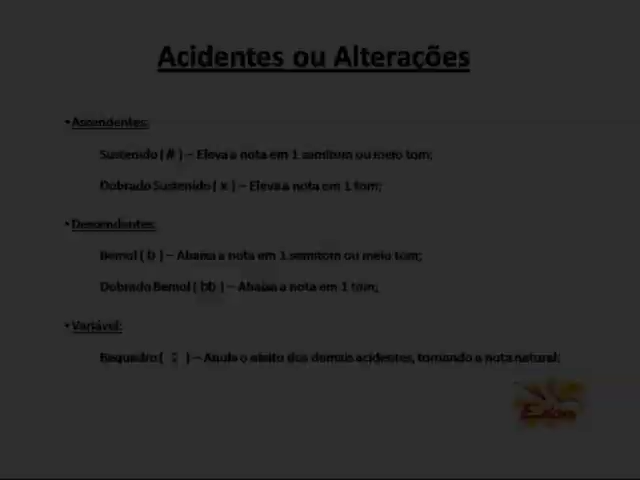 Acidentes ou Alterações
• Ascendentes:
Sustenido ( # ) – Eleva a nota em 1 semitom ou meio tom;
Dobrado Sustenido ( x ) – Eleva a nota em 1 tom;
• Descendentes:
Bemol ( b ) – Abaixa a nota em 1 semitom ou meio tom;
Dobrado Bemol ( bb ) – Abaixa a nota em 1 tom;
• Variável:
Bequadro ( ♮ ) – Anula o efeito dos demais acidentes, tornando a nota natural;